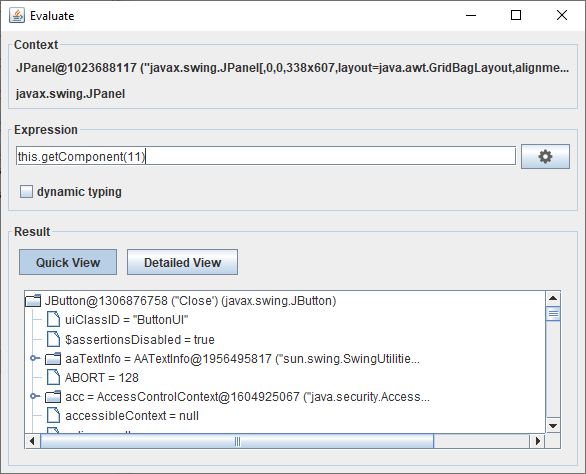 Evaluate
Context
JPanel@1023688117 ("javax.swing.JPanel[,0,0,338x607,layout=java.awt.GridBagLayout,alignme...
javax.swing.JPanel
Expression
this.getComponent(11)
dynamic typing
Result
Quick View Detailed View
JButton@1306876758 ("Close') (javax.swing.JButton)
uiClassID = "ButtonUI"
$assertionsDisabled = true
aaTextInfo = AATextInfo@1956495817 ("sun.swing.SwingUtilitie...
ABORT = 128
acc = AccessControlContext@1604925067 ("java.security.Access...
accessibleContext = null